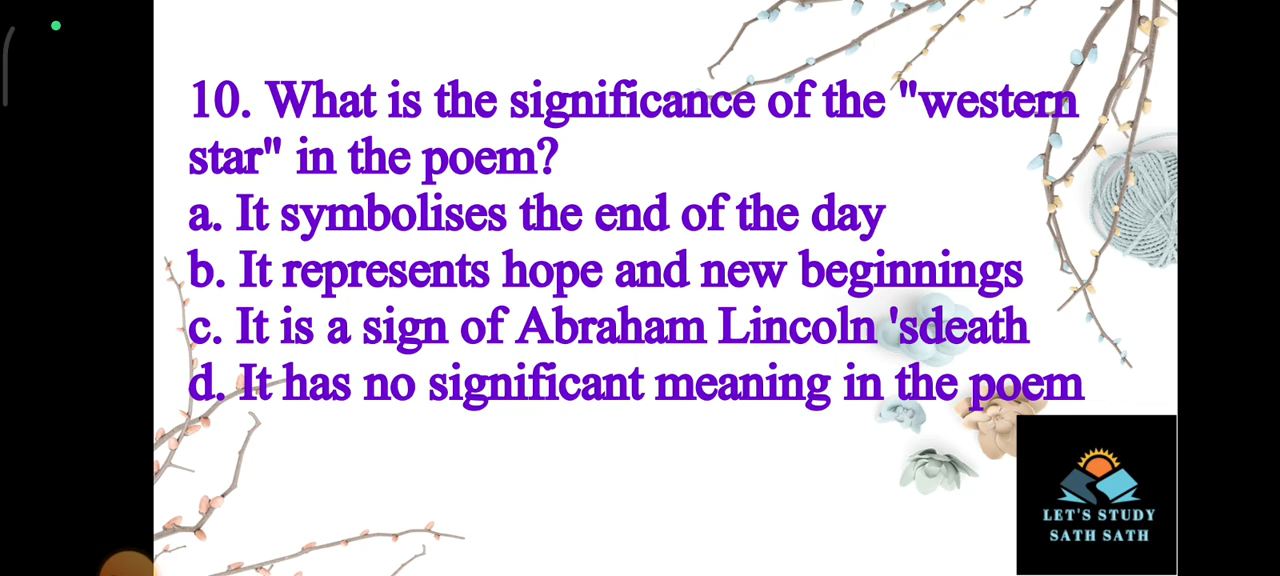 10. What is the significance of the "western
star" in the poem?
a. It symbolises the end of the day
b. It represents hope and new beginnings
c. It is a sign of Abraham Lincoln 'sdeath
d. It has no significant meaning in the poem
LET'S STUDY
SATH SATH